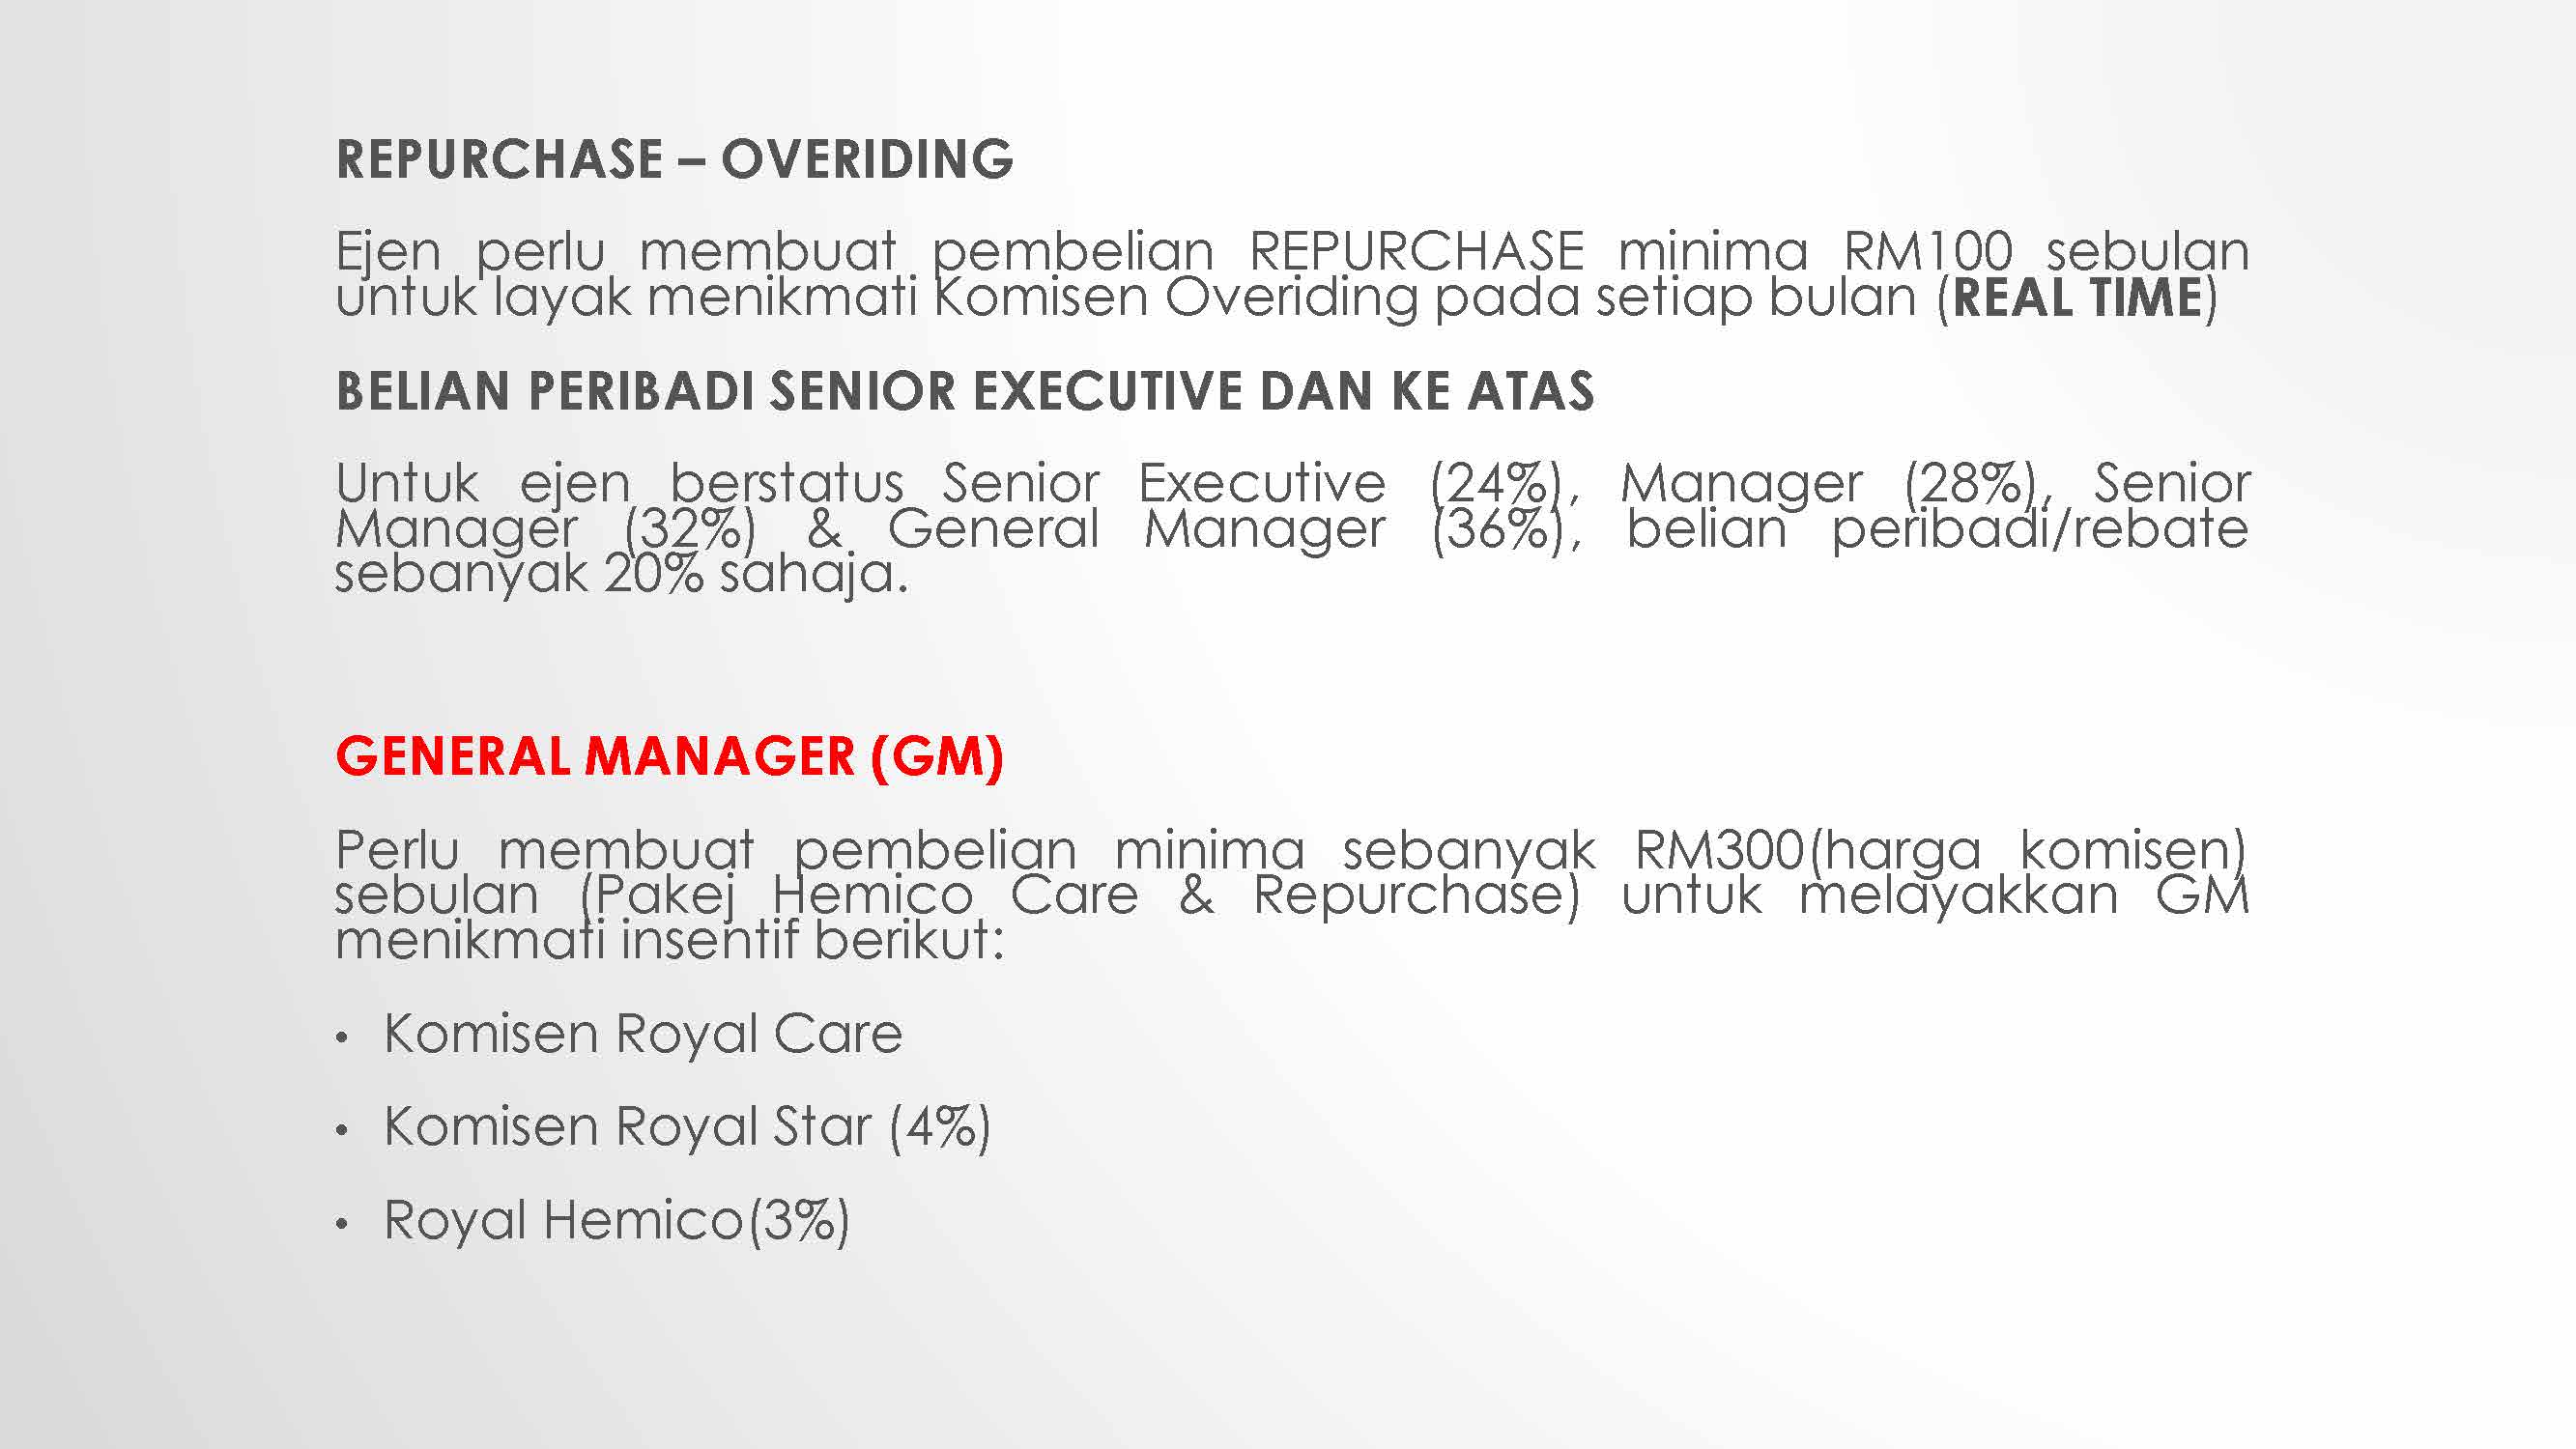 REPURCHASE – OVERIDING
Ejen perlu membuat pembelian REPURCHASE minima RM100 sebulan
untuk layak menikmati Komisen Overiding pada setiap bulan (REAL TIME)
BELIAN PERIBADI SENIOR EXECUTIVE DAN KE ATAS
Untuk ejen berstatus Senior Executive (24%), Manager (28%), Senior
Manager (32%) & General Manager (36%), belian peribadi/rebate
sebanyak 20% sahaja.
GENERAL MANAGER (GM)
Perlu membuat pembelian minima sebanyak RM300(harga komisen)
sebulan (Pakej Hemico Care & Repurchase) untuk melayakkan GM
menikmati insentif berikut:
• Komisen Royal Care
• Komisen Royal Star (4%)
• Royal Hemico(3%)